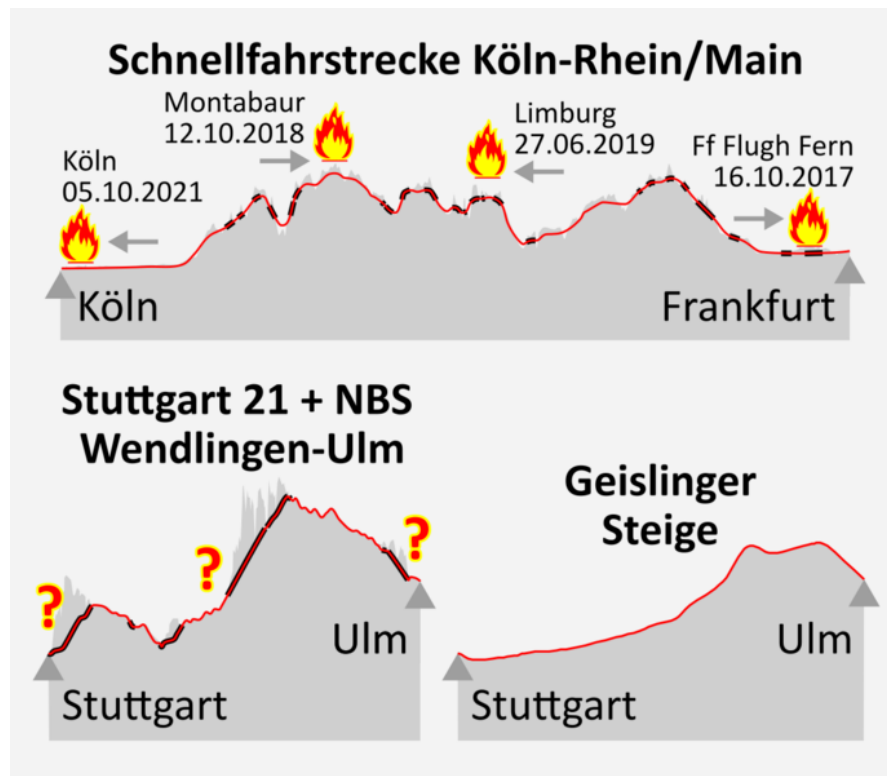 Schnellfahrstrecke Köln-Rhein/Main
Montabaur
12.10.2018
Limburg
27.06.2019
Köln
05.10.2021
Ff Flugh Fern
16.10.2017
Köln
Frankfurt
Stuttgart 21 + NBS
Wendlingen-Ulm
?
?
?
Ulm
Stuttgart
Geislinger
Steige
Ulm
Stuttgart